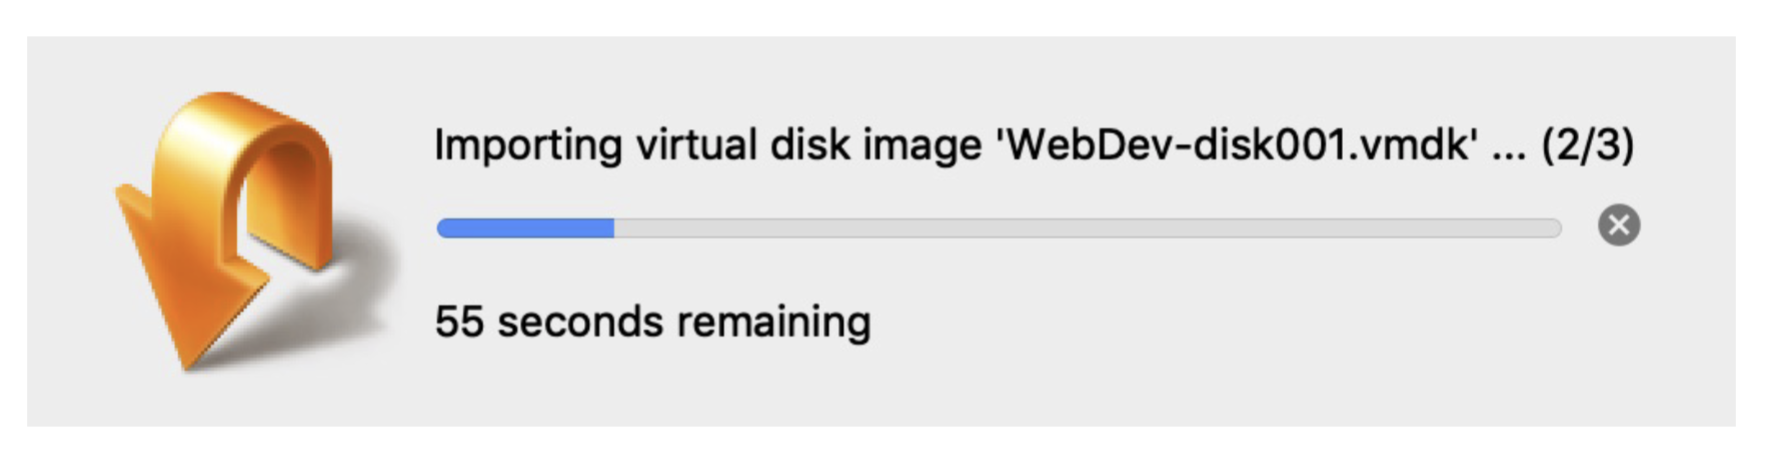 Importing virtual disk image 'WebDev-disk001.vmdk' ... (2/3)
55 seconds remaining